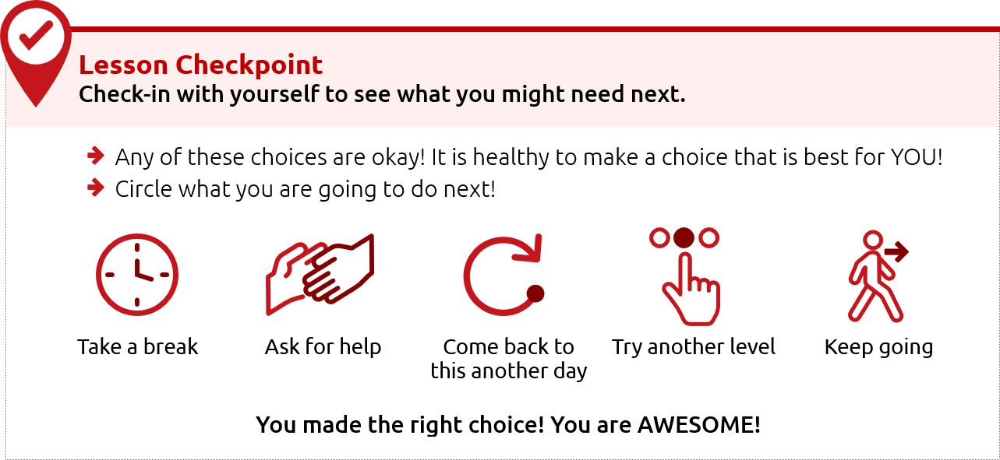 Lesson Checkpoint
Check-in with yourself to see what you might need next.
Any of these choices are okay! It is healthy to make a choice that is best for YOU!
Circle what you are going to do next!
Take a break
Ask for help
Come back to
this another day
Try another level
Keep going
You made the right choice! You are AWESOME!